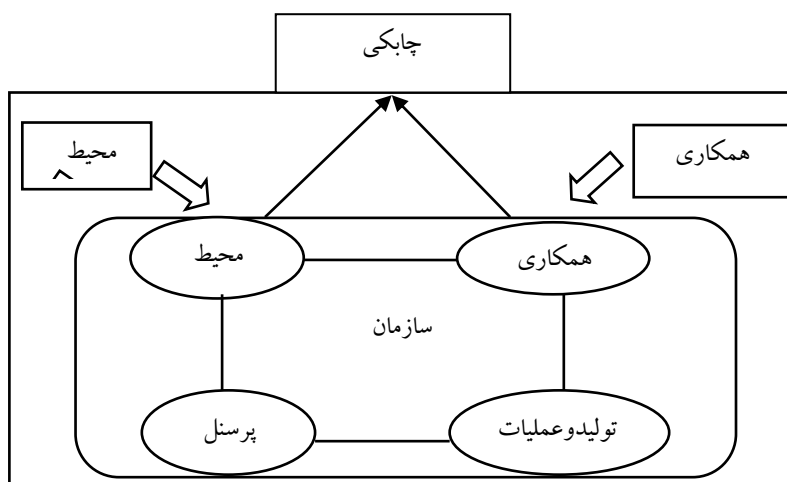 چابکی
همکاری
محیط
همکاری
محیط
سازمان
تولیدوعملیات
پرسنل